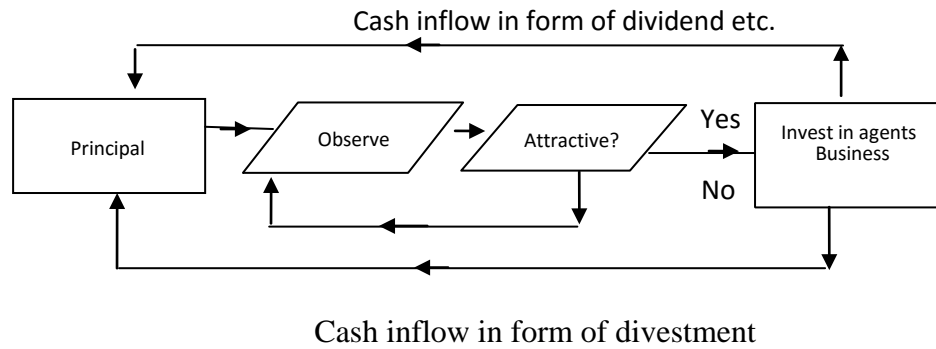 Cash inflow in form of dividend etc.
Principal
Observe
Attractive?
Yes
No
Invest in agents
Business
Cash inflow in form of divestment